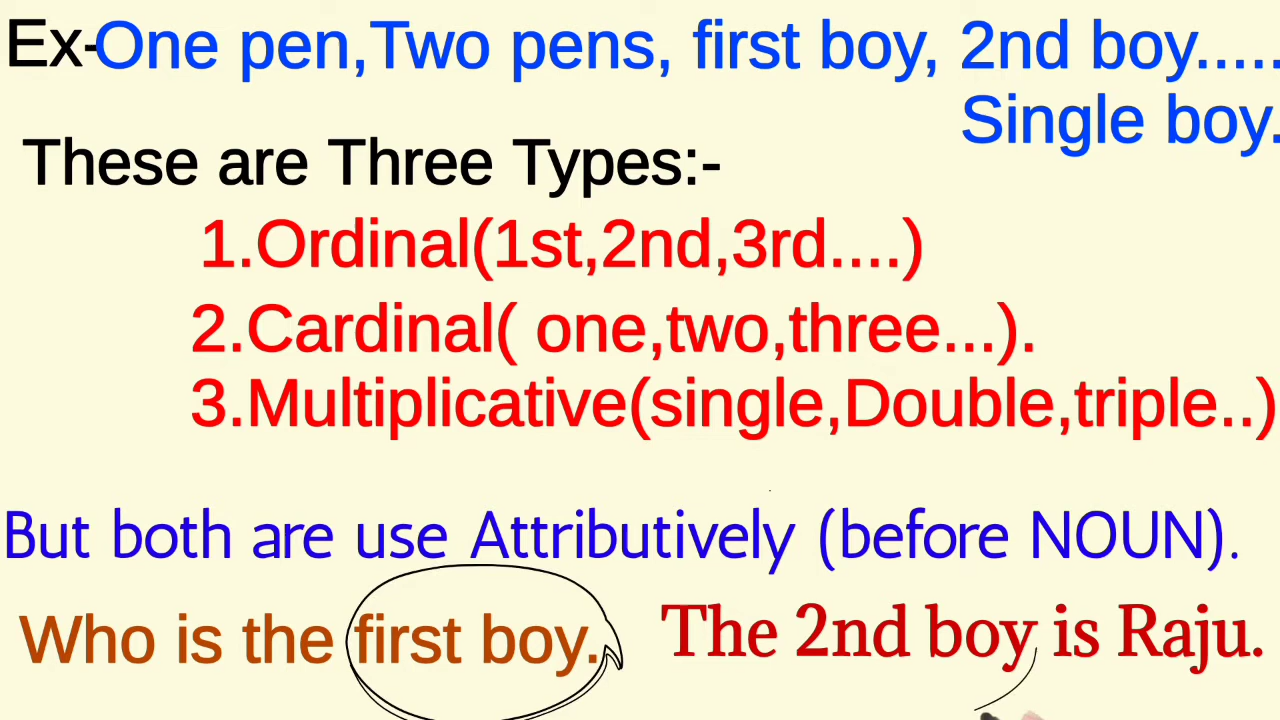 Ex-One pen,Two pens, first boy, 2nd boy.....
Single boy.
These are Three Types:-
1.Ordinal(1st,2nd,3rd....)
2.Cardinal( one,two,three...).
3.Multiplicative(single,Double,triple..)
But both are use Attributively (before NOUN).
Who is the first boy.
The 2nd boy is Raju.